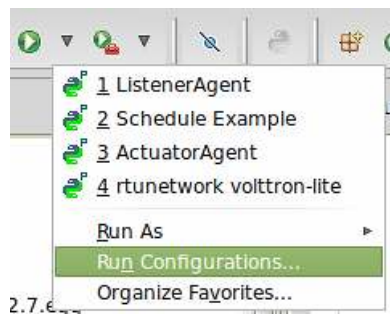 1 ListenerAgent
2 Schedule Example
3 ActuatorAgent
4 rtunetwork volttron-lite
Run As
Run Configurations...
Organize Favorites...